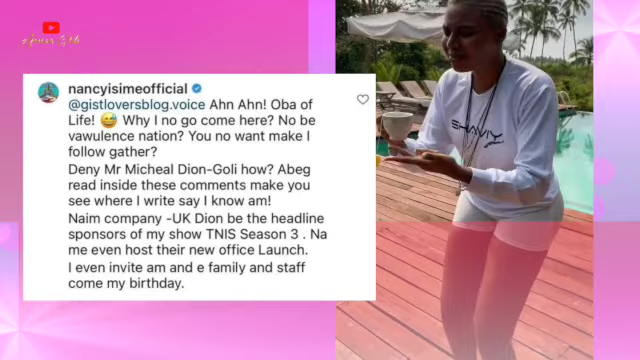 nancyisimeofficial
@gistloversblog.voice Ahn Ahn! Oba of
Life! 😅 Why I no go come here? No be
vawulence nation? You no want make I
follow gather?
Deny Mr Micheal Dion-Goli how? Abeg
read inside these comments make you
see where I write say I know am!
Naim company -UK Dion be the headline
sponsors of my show TNIS Season 3 . Na
me even host their new office Launch.
I even invite am and e family and staff
come my birthday.